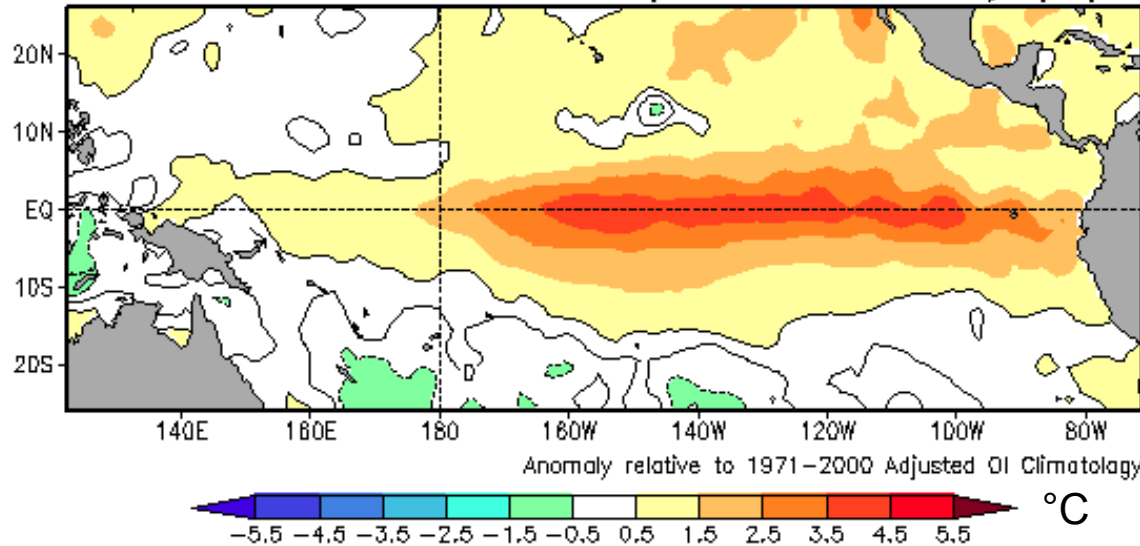 20N
10N
EQ
10S
20S
140E 160E 180 160W 140W 120W 100W 80W
Anomaly relative to 1971-2000 Adjusted OI Climatology
-5.5 -4.5 -3.5 -2.5 -1.5 -0.5 0.5 1.5 2.5 3.5 4.5 5.5 °C